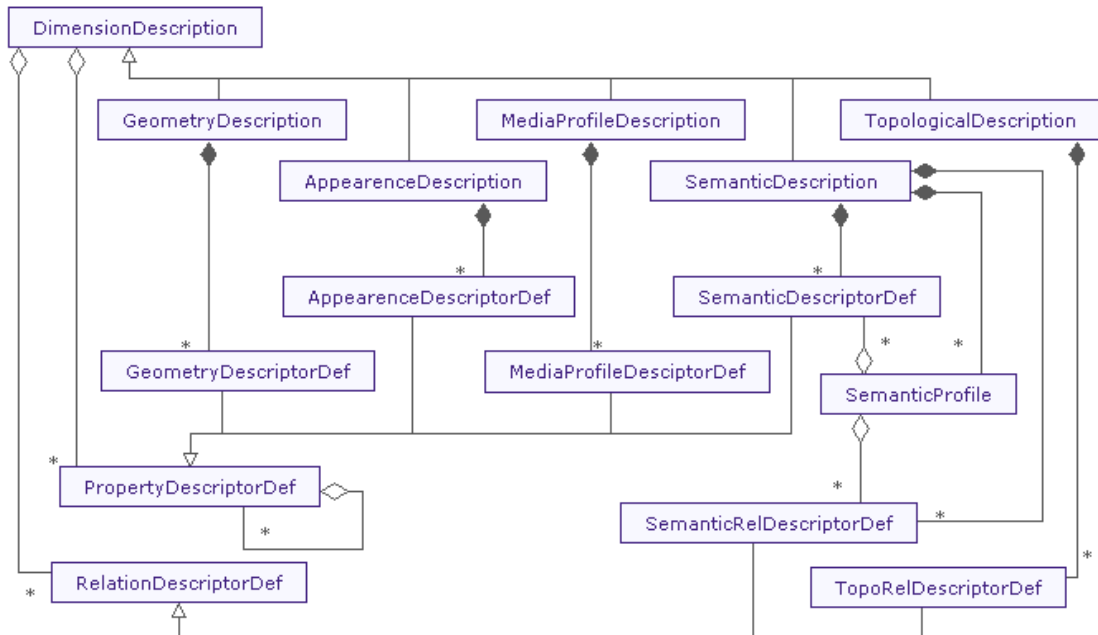 DimensionDescription
GeometryDescription
MediaProfileDescription
TopologicalDescription
AppearenceDescription
SemanticDescription
*
*
AppearenceDescriptorDef
SemanticDescriptorDef
*
*
*
*
GeometryDescriptorDef
MediaProfileDesciptorDef
SemanticProfile
*
PropertyDescriptorDef
*
*
*
SemanticRelDescriptorDef
*
RelationDescriptorDef
*
TopoRelDescriptorDef